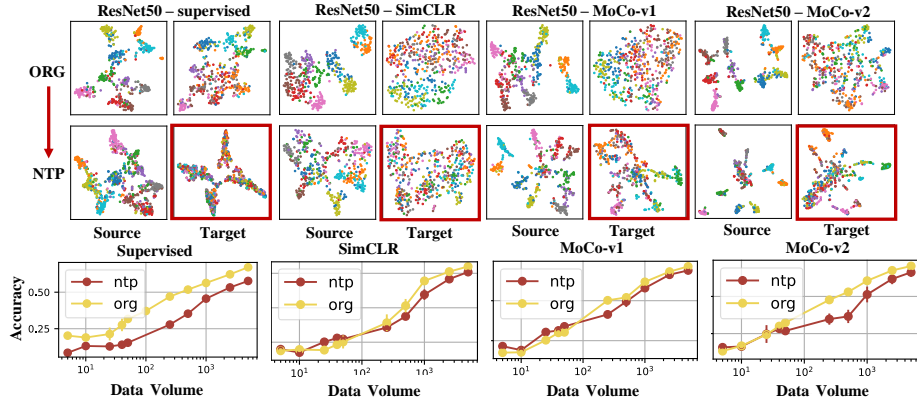 ResNet50 – supervised ResNet50 – SimCLR ResNet50 – MoCo-v1 ResNet50 – MoCo-v2
ORG
NTP
Source Target Source Target Source Target Source Target
Supervised SimCLR MoCo-v1 MoCo-v2
Accuracy
0.50
0.25
ntp
org
ntp
org
ntp
org
ntp
org
10¹ 10² 10³ 10¹ 10² 10³ 10¹ 10² 10³ 10¹ 10² 10³
Data Volume Data Volume Data Volume Data Volume